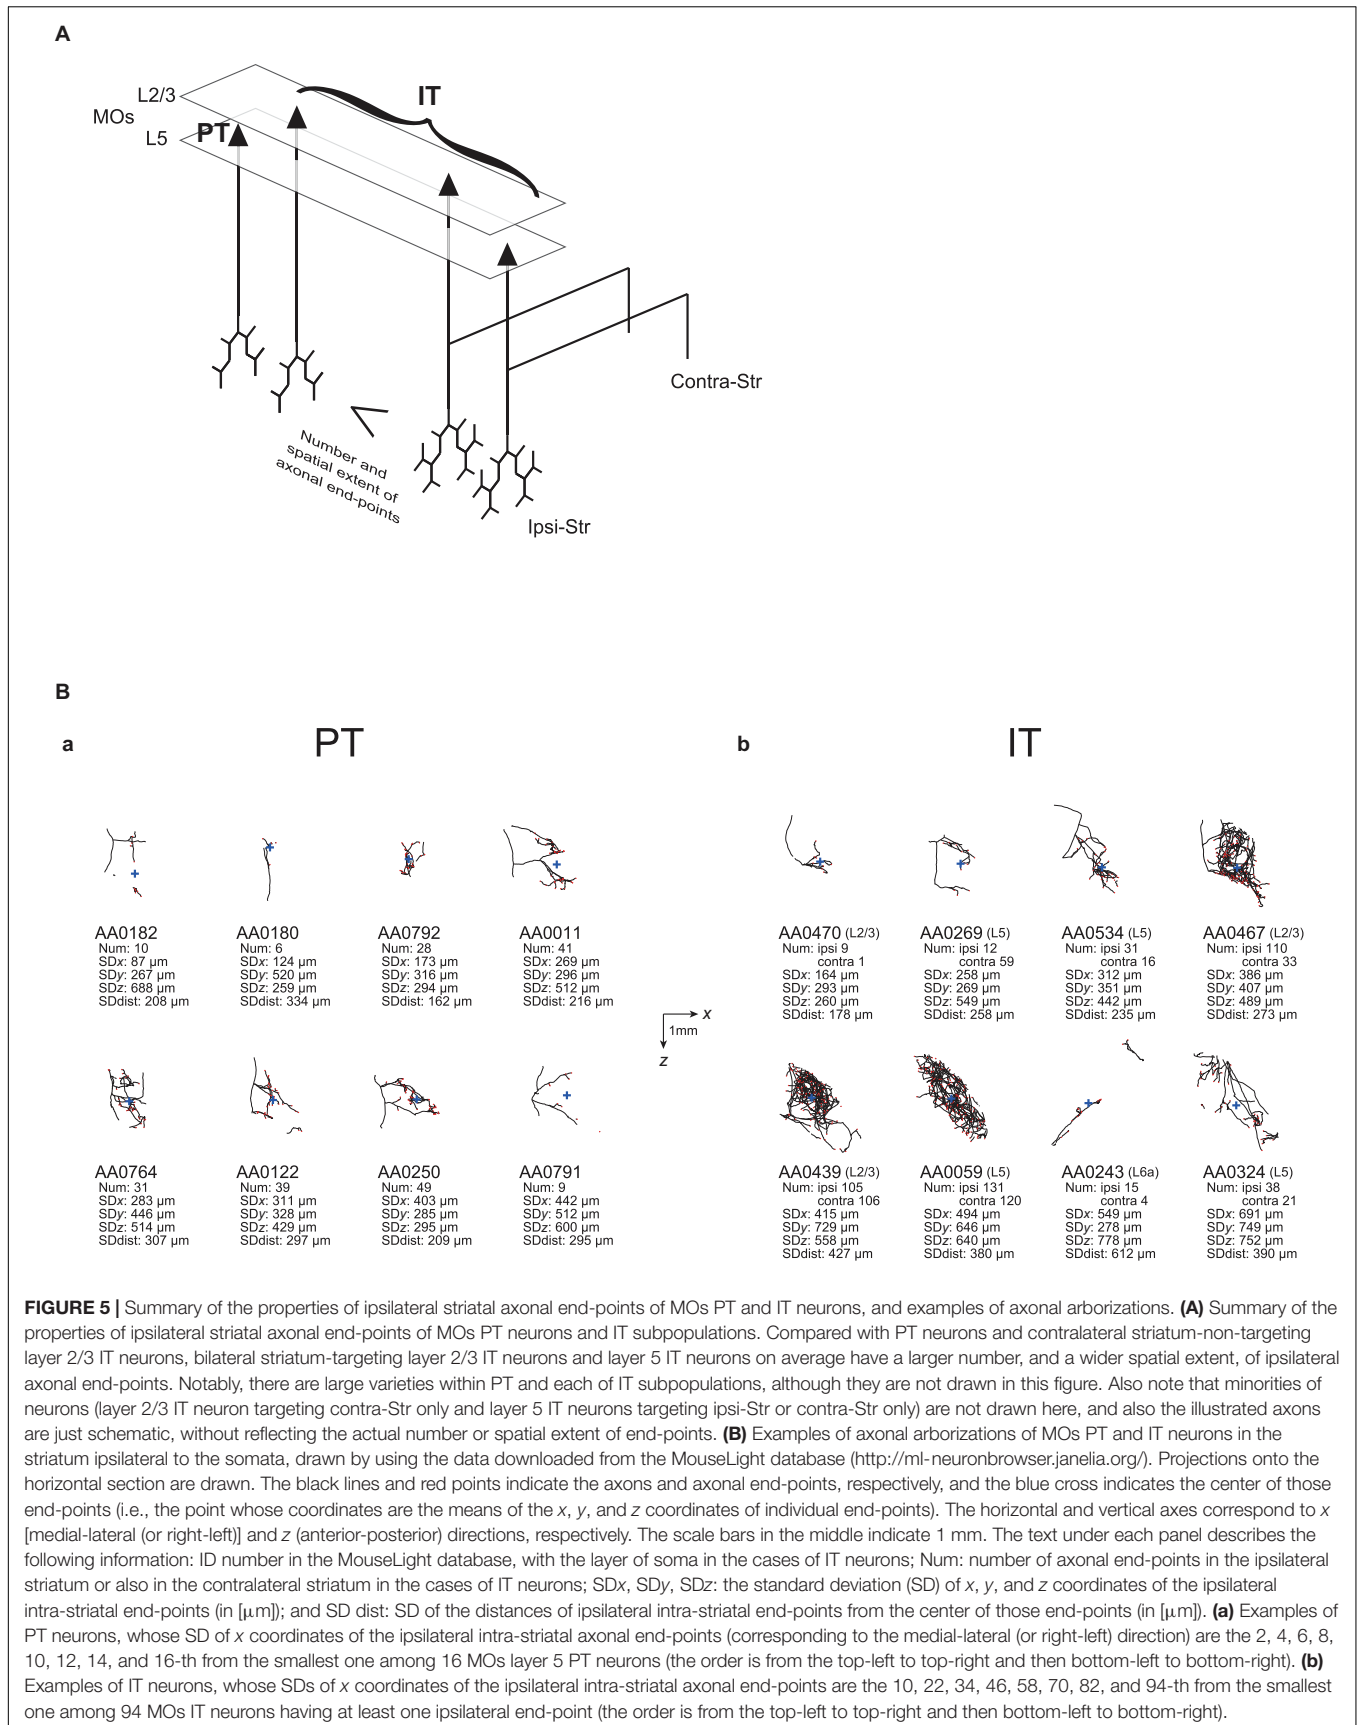 A
IT
L2/3
MOs
PT
L5
Contra-Str
Number and
spatial extent of
axonal end-points
Ipsi-Str
B
a
PT
b
IT
AA0182
Num: 10
SDx: 87 µm
SDy: 267 µm
SDz: 688 µm
SDdist: 208 µm
AA0180
Num: 6
SDx: 124 µm
SDy: 520 µm
SDz: 259 µm
SDdist: 334 µm
AA0792
Num: 28
SDx: 173 µm
SDy: 316 µm
SDz: 294 µm
SDdist: 162 µm
AA0011
Num: 41
SDx: 269 µm
SDy: 296 µm
SDz: 512 µm
SDdist: 216 µm
AA0470 (L2/3)
Num: ipsi 9
contra 1
SDx: 164 µm
SDy: 293 µm
SDz: 260 µm
SDdist: 178 µm
AA0269 (L5)
Num: ipsi 12
contra 59
SDx: 258 µm
SDy: 269 µm
SDz: 549 µm
SDdist: 258 µm
AA0534 (L5)
Num: ipsi 31
contra 16
SDx: 312 µm
SDy: 351 µm
SDz: 442 µm
SDdist: 235 µm
AA0467 (L2/3)
Num: ipsi 110
contra 33
SDx: 386 µm
SDy: 407 µm
SDz: 489 µm
SDdist: 273 µm
x
1mm
z
AA0764
Num: 31
SDx: 283 µm
SDy: 446 µm
SDz: 514 µm
SDdist: 307 µm
AA0122
Num: 39
SDx: 311 µm
SDy: 328 µm
SDz: 429 µm
SDdist: 297 µm
AA0250
Num: 49
SDx: 403 µm
SDy: 285 µm
SDz: 295 µm
SDdist: 209 µm
AA0791
Num: 9
SDx: 442 µm
SDy: 512 µm
SDz: 600 µm
SDdist: 295 µm
AA0439 (L2/3)
Num: ipsi 105
contra 106
SDx: 415 µm
SDy: 729 µm
SDz: 558 µm
SDdist: 427 µm
AA0059 (L5)
Num: ipsi 131
contra 120
SDx: 494 µm
SDy: 646 µm
SDz: 640 µm
SDdist: 380 µm
AA0243 (L6a)
Num: ipsi 15
contra 4
SDx: 549 µm
SDy: 278 µm
SDz: 778 µm
SDdist: 612 µm
AA0324 (L5)
Num: ipsi 38
contra 21
SDx: 691 µm
SDy: 749 µm
SDz: 752 µm
SDdist: 390 µm
FIGURE 5 | Summary of the properties of ipsilateral striatal axonal end-points of MOs PT and IT neurons, and examples of axonal arborizations. (A) Summary of the
properties of ipsilateral striatal axonal end-points of MOs PT neurons and IT subpopulations. Compared with PT neurons and contralateral striatum-non-targeting
layer 2/3 IT neurons, bilateral striatum-targeting layer 2/3 IT neurons and layer 5 IT neurons on average have a larger number, and a wider spatial extent, of ipsilateral
axonal end-points. Notably, there are large varieties within PT and each of IT subpopulations, although they are not drawn in this figure. Also note that minorities of
neurons (layer 2/3 IT neuron targeting contra-Str only and layer 5 IT neurons targeting ipsi-Str or contra-Str only) are not drawn here, and also the illustrated axons
are just schematic, without reflecting the actual number or spatial extent of end-points. (B) Examples of axonal arborizations of MOs PT and IT neurons in the
striatum ipsilateral to the somata, drawn by using the data downloaded from the MouseLight database (http://ml-neuronbrowser.janelia.org/). Projections onto the
horizontal section are drawn. The black lines and red points indicate the axons and axonal end-points, respectively, and the blue cross indicates the center of those
end-points (i.e., the point whose coordinates are the means of the x, y, and z coordinates of individual end-points). The horizontal and vertical axes correspond to x
[medial-lateral (or right-left)] and z (anterior-posterior) directions, respectively. The scale bars in the middle indicate 1 mm. The text under each panel describes the
following information: ID number in the MouseLight database, with the layer of soma in the cases of IT neurons; Num: number of axonal end-points in the ipsilateral
striatum or also in the contralateral striatum in the cases of IT neurons; SDx, SDy, SDz: the standard deviation (SD) of x, y, and z coordinates of the ipsilateral
intra-striatal end-points (in [µm]); and SD dist: SD of the distances of ipsilateral intra-striatal end-points from the center of those end-points (in [µm]). (a) Examples of
PT neurons, whose SD of x coordinates of the ipsilateral intra-striatal axonal end-points (corresponding to the medial-lateral (or right-left) direction) are the 2, 4, 6, 8,
10, 12, 14, and 16-th from the smallest one among 16 MOs layer 5 PT neurons (the order is from the top-left to top-right and then bottom-left to bottom-right). (b)
Examples of IT neurons, whose SDs of x coordinates of the ipsilateral intra-striatal axonal end-points are the 10, 22, 34, 46, 58, 70, 82, and 94-th from the smallest
one among 94 MOs IT neurons having at least one ipsilateral end-point (the order is from the top-left to top-right and then bottom-left to bottom-right).